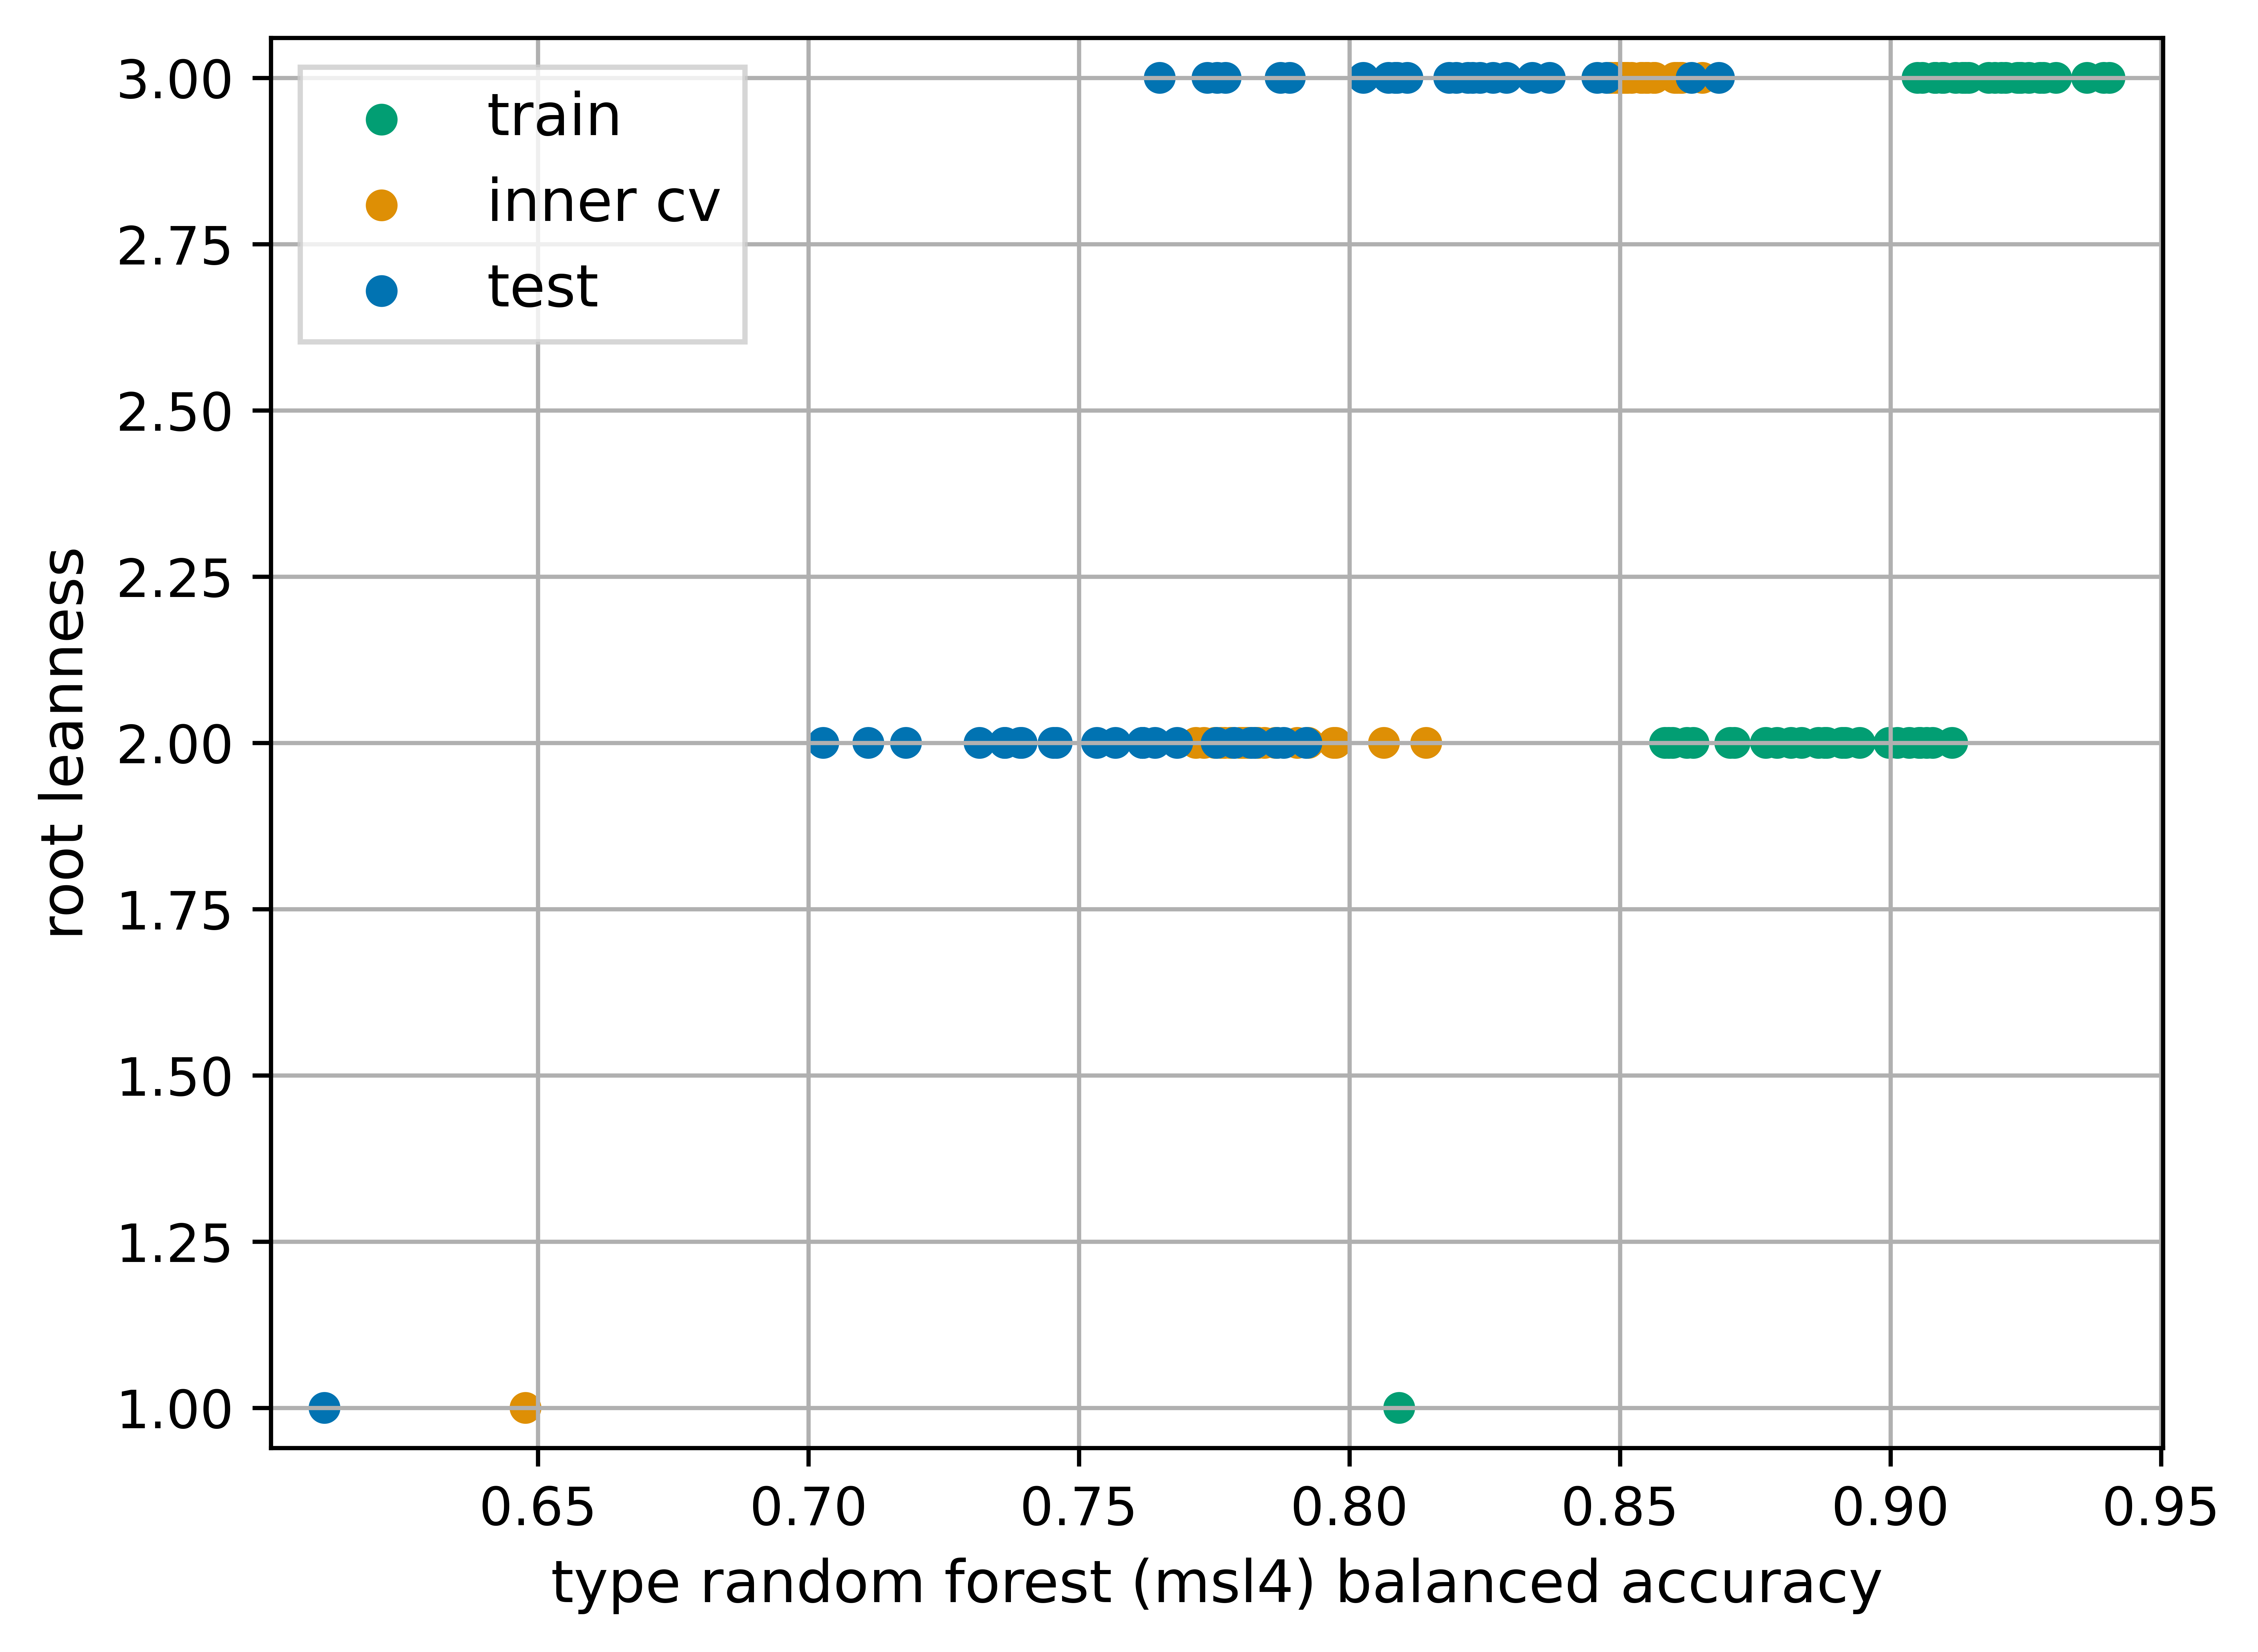 3.00
2.75
2.50
2.25
2.00
1.75
1.50
1.25
1.00
root leanness
train
inner cv
test
0.65 0.70 0.75 0.80 0.85 0.90 0.95
type random forest (msl4) balanced accuracy